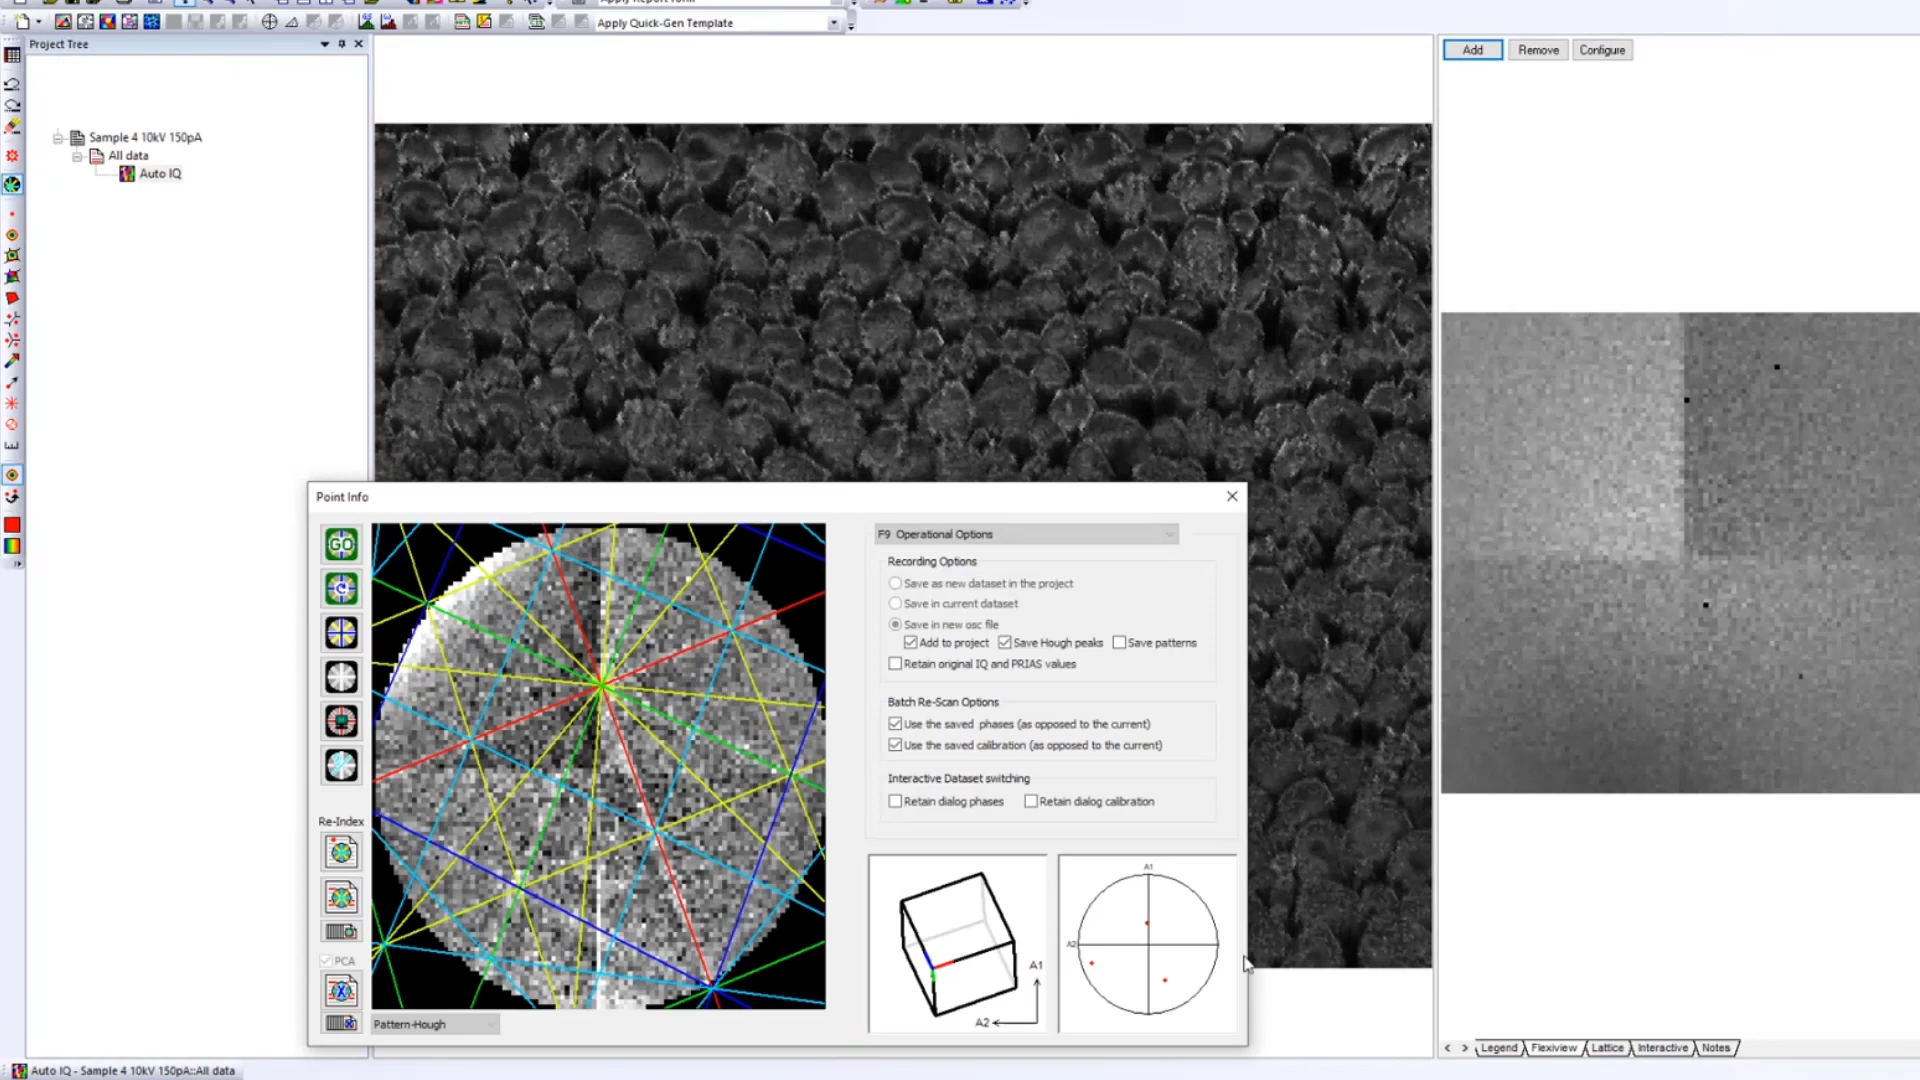 Apply Report form
Apply Quick-Gen Template
Project Tree
Sample 4 10kV 150pA
All data
Auto IQ
Add
Remove
Configure
Point Info
GO
F9 Operational Options
Recording Options
Save as new dataset in the project
Save in current dataset
Save in new osc file
Add to project
Save Hough peaks
Save patterns
Retain original IQ and PRIAS values
Batch Re-Scan Options
Use the saved phases (as opposed to the current)
Use the saved calibration (as opposed to the current)
Interactive Dataset switching
Retain dialog phases
Retain dialog calibration
Re-Index
PCA
Pattern-Hough
A1
A2
A1
A2
Legend
Flexiview
Lattice
Interactive
Notes
Auto IQ - Sample 4 10kV 150pA::All data